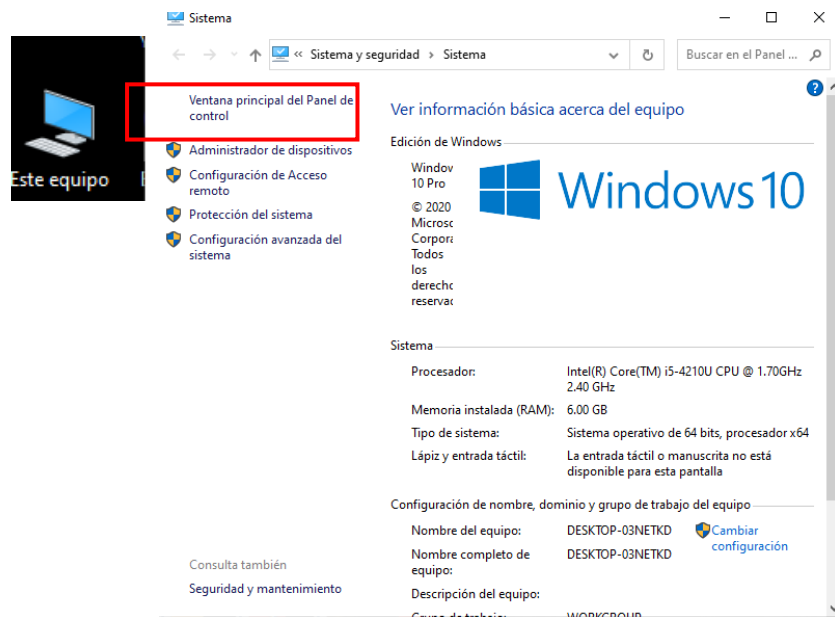 Sistema
« Sistema y seguridad › Sistema
Buscar en el Panel ...
Este equipo
Ventana principal del Panel de
control
Administrador de dispositivos
Configuración de Acceso
remoto
Protección del sistema
Configuración avanzada del
sistema
Consulta también
Seguridad y mantenimiento
Ver información básica acerca del equipo
Edición de Windows
Window
10 Pro
© 2020
Microsc
Corpora
Todos
los
derecho
reservac
Windows 10
Sistema
Procesador: Intel(R) Core(TM) i5-4210U CPU @ 1.70GHz
2.40 GHz
Memoria instalada (RAM): 6.00 GB
Tipo de sistema: Sistema operativo de 64 bits, procesador x64
Lápiz y entrada táctil: La entrada táctil o manuscrita no está
disponible para esta pantalla
Configuración de nombre, dominio y grupo de trabajo del equipo
Nombre del equipo: DESKTOP-03NETKD
Cambiar
configuración
Nombre completo de
equipo:
DESKTOP-03NETKD
Descripción del equipo:
Grupo de trabajo: WORKGROUP